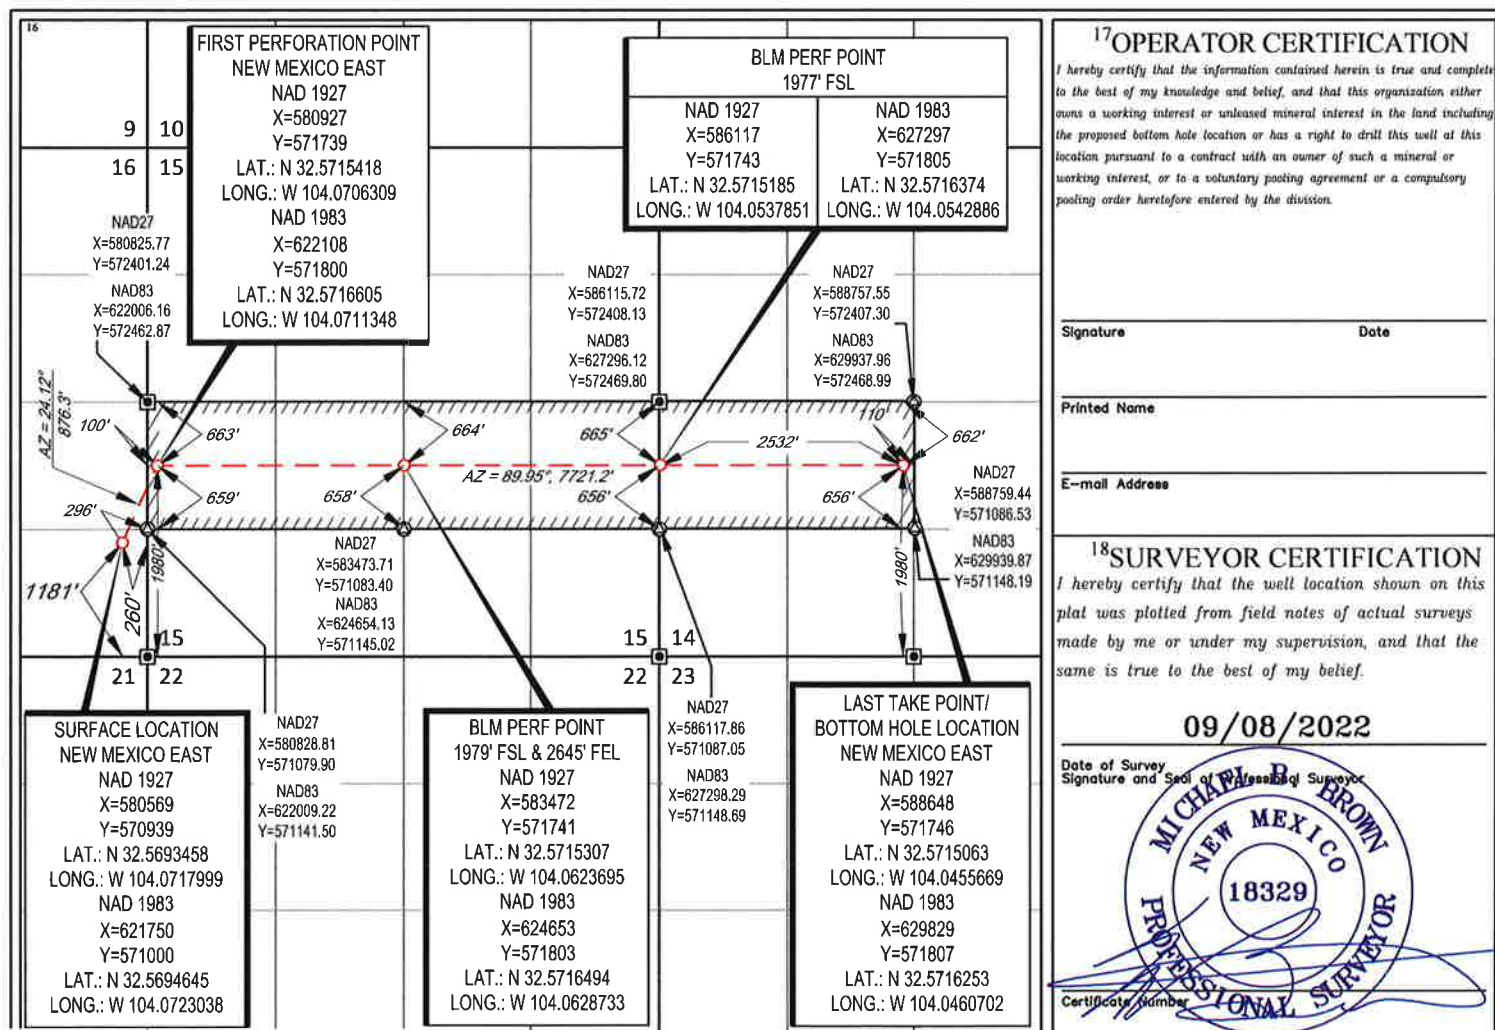 16
FIRST PERFORATION POINT
NEW MEXICO EAST
NAD 1927
X=580927
Y=571739
LAT.: N 32.5715418
LONG.: W 104.0706309
NAD 1983
X=622108
Y=571800
LAT.: N 32.5716605
LONG.: W 104.0711348
BLM PERF POINT
1977' FSL
NAD 1927
X=586117
Y=571743
LAT.: N 32.5715185
LONG.: W 104.0537851
NAD 1983
X=627297
Y=571805
LAT.: N 32.5716374
LONG.: W 104.0542886
9 10
16 15
NAD27
X=580825.77
Y=572401.24
NAD83
X=622006.16
Y=572462.87
NAD27
X=586115.72
Y=572408.13
NAD83
X=627296.12
Y=572469.80
NAD27
X=588757.55
Y=572407.30
NAD83
X=629937.96
Y=572468.99
AZ = 24.12°
876.3'
100'
663'
664'
665'
2532'
110'
662'
AZ = 89.95°, 7721.2'
659'
658'
656'
656'
296'
1181'
260'
1980'
1980'
NAD27
X=588759.44
Y=571086.53
NAD83
X=629939.87
Y=571148.19
NAD27
X=583473.71
Y=571083.40
NAD83
X=624654.13
Y=571145.02
15
21 22
15 14
22 23
NAD27
X=580828.81
Y=571079.90
NAD83
X=622009.22
Y=571141.50
NAD27
X=586117.86
Y=571087.05
NAD83
X=627298.29
Y=571148.69
SURFACE LOCATION
NEW MEXICO EAST
NAD 1927
X=580569
Y=570939
LAT.: N 32.5693458
LONG.: W 104.0717999
NAD 1983
X=621750
Y=571000
LAT.: N 32.5694645
LONG.: W 104.0723038
BLM PERF POINT
1979' FSL & 2645' FEL
NAD 1927
X=583472
Y=571741
LAT.: N 32.5715307
LONG.: W 104.0623695
NAD 1983
X=624653
Y=571803
LAT.: N 32.5716494
LONG.: W 104.0628733
LAST TAKE POINT/
BOTTOM HOLE LOCATION
NEW MEXICO EAST
NAD 1927
X=588648
Y=571746
LAT.: N 32.5715063
LONG.: W 104.0455669
NAD 1983
X=629829
Y=571807
LAT.: N 32.5716253
LONG.: W 104.0460702
17 OPERATOR CERTIFICATION
I hereby certify that the information contained herein is true and complete
to the best of my knowledge and belief, and that this organization either
owns a working interest or unleased mineral interest in the land including
the proposed bottom hole location or has a right to drill this well at this
location pursuant to a contract with an owner of such a mineral or
working interest, or to a voluntary pooling agreement or a compulsory
pooling order heretofore entered by the division.
Signature Date
Printed Name
E-mail Address
18 SURVEYOR CERTIFICATION
I hereby certify that the well location shown on this
plat was plotted from field notes of actual surveys
made by me or under my supervision, and that the
same is true to the best of my belief.
09/08/2022
Date of Survey
Signature and Seal of Professional Surveyor
MICHAEL B. BROWN
NEW MEXICO
18329
PROFESSIONAL SURVEYOR
Certificate Number